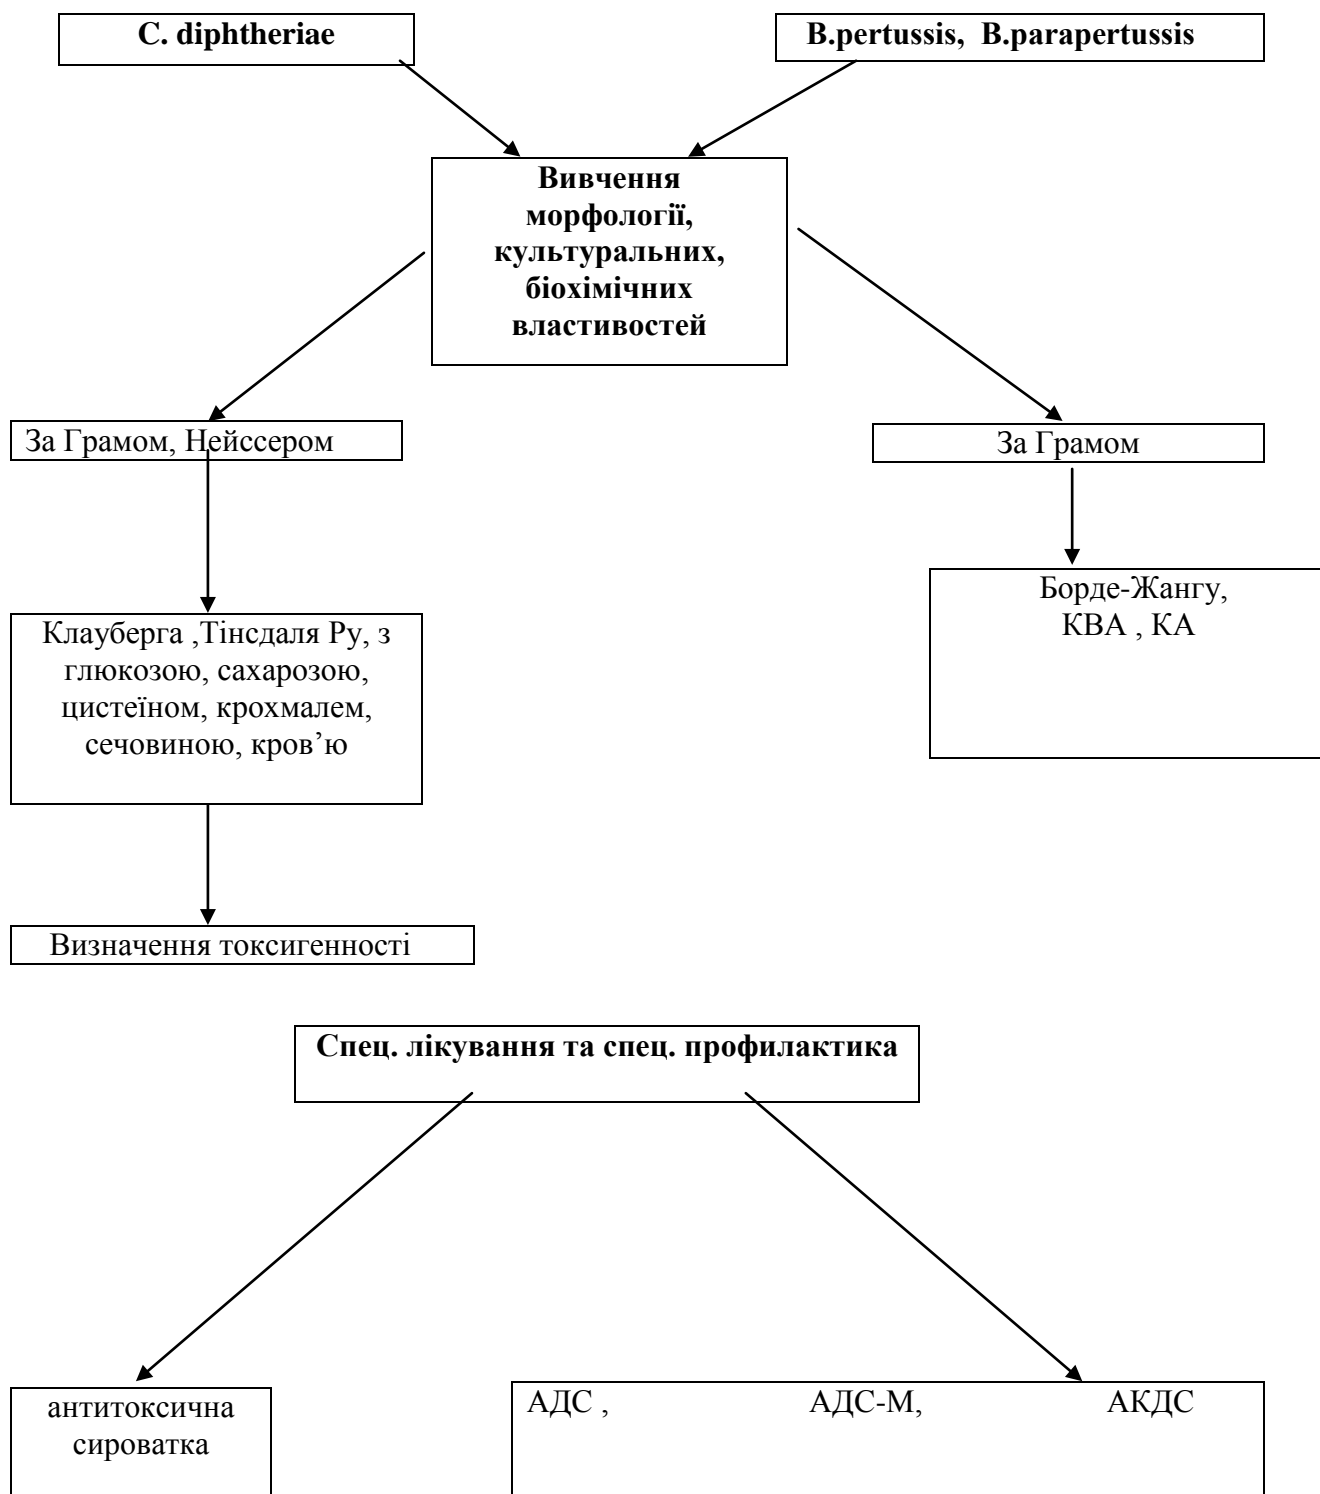 C. diphtheriae
B.pertussis, B.parapertussis
Вивчення
морфології,
культуральних,
біохімічних
властивостей
За Грамом, Нейссером
За Грамом
Борде-Жангу,
КВА , КА
Клауберга ,Тінсдаля Ру, з
глюкозою, сахарозою,
цистеїном, крохмалем,
сечовиною, кров’ю
Визначення токсигенності
Спец. лікування та спец. профилактика
антитоксична
сироватка
АДС , АДС-М, АКДС